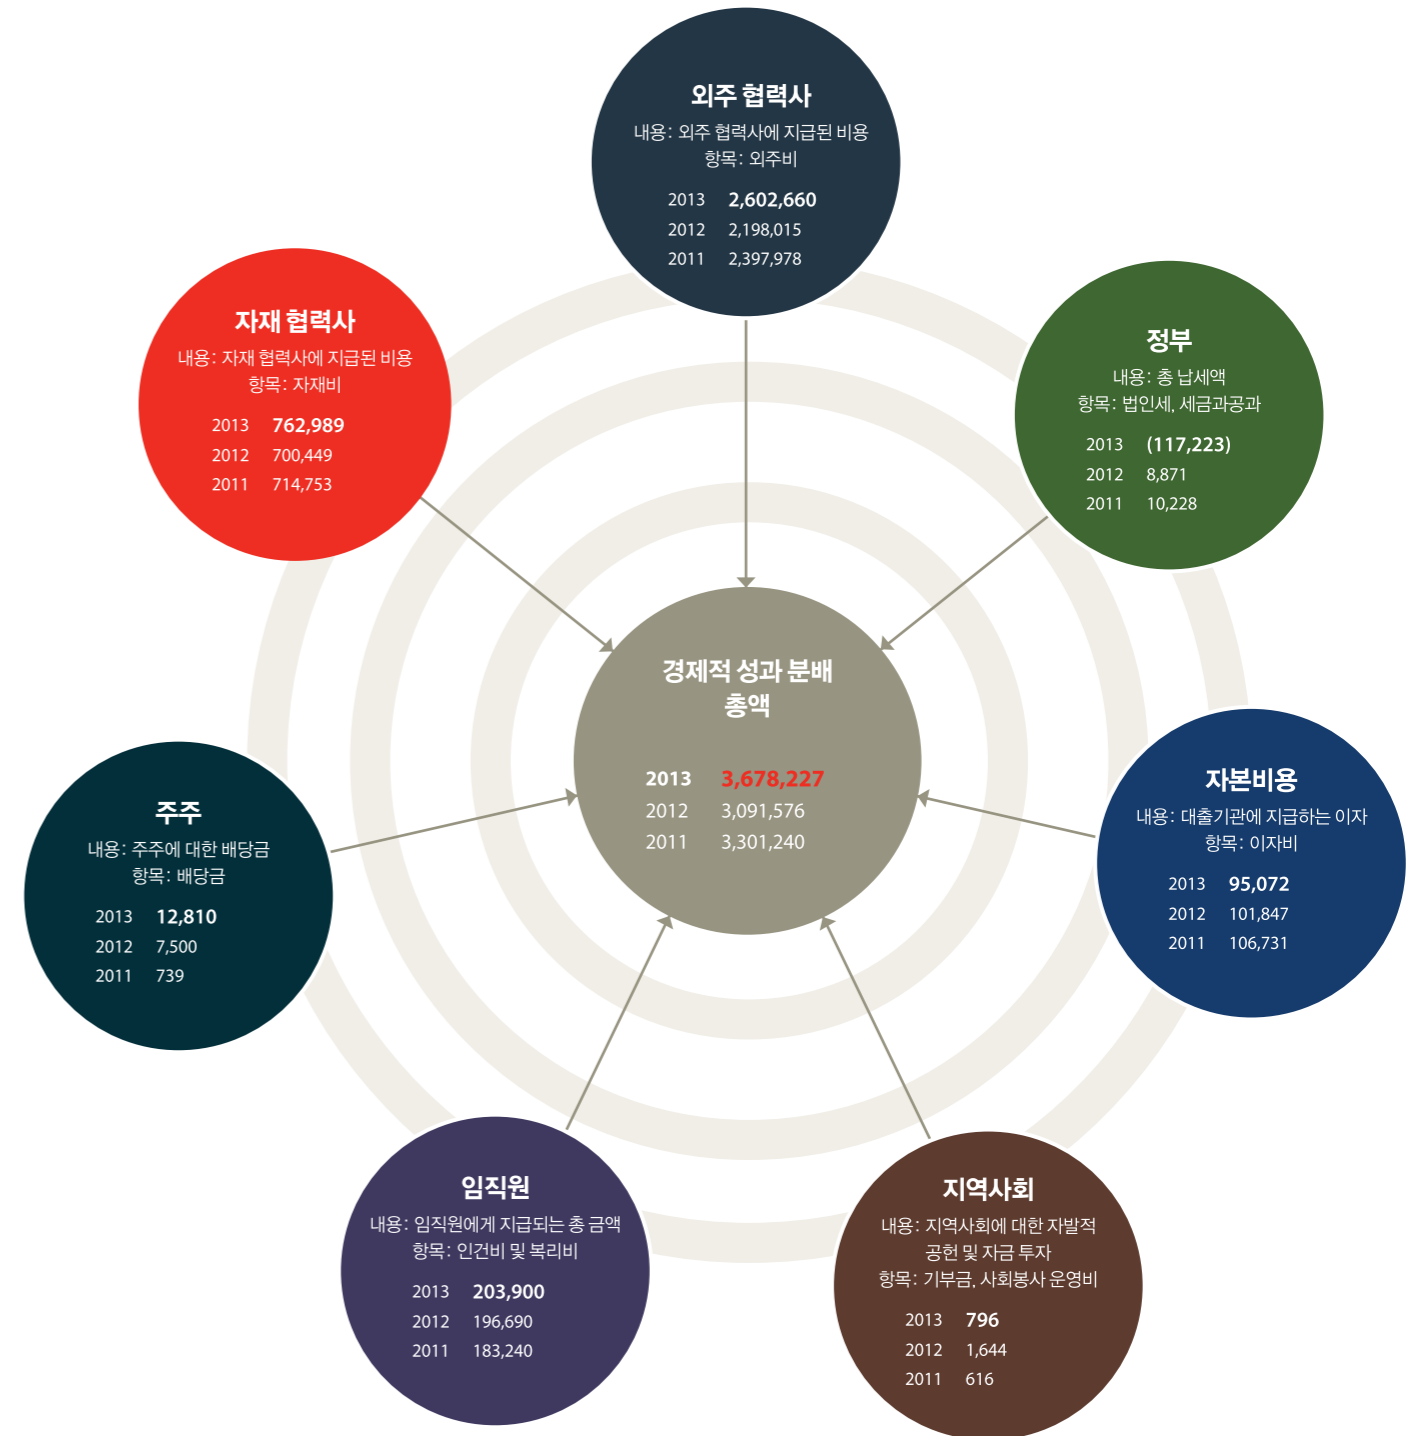 외주 협력사
내용: 외주 협력사에 지급된 비용
항목: 외주비
2013 2,602,660
2012 2,198,015
2011 2,397,978
자재 협력사
내용: 자재 협력사에 지급된 비용
항목: 자재비
2013 762,989
2012 700,449
2011 714,753
정부
내용: 총 납세액
항목: 법인세, 세금과공과
2013 (117,223)
2012 8,871
2011 10,228
경제적 성과 분배
총액
2013 3,678,227
2012 3,091,576
2011 3,301,240
주주
내용: 주주에 대한 배당금
항목: 배당금
2013 12,810
2012 7,500
2011 739
자본비용
내용: 대출기관에 지급하는 이자
항목: 이자비
2013 95,072
2012 101,847
2011 106,731
임직원
내용: 임직원에게 지급되는 총 금액
항목: 인건비 및 복리비
2013 203,900
2012 196,690
2011 183,240
지역사회
내용: 지역사회에 대한 자발적
공헌 및 자금 투자
항목: 기부금, 사회봉사 운영비
2013 796
2012 1,644
2011 616